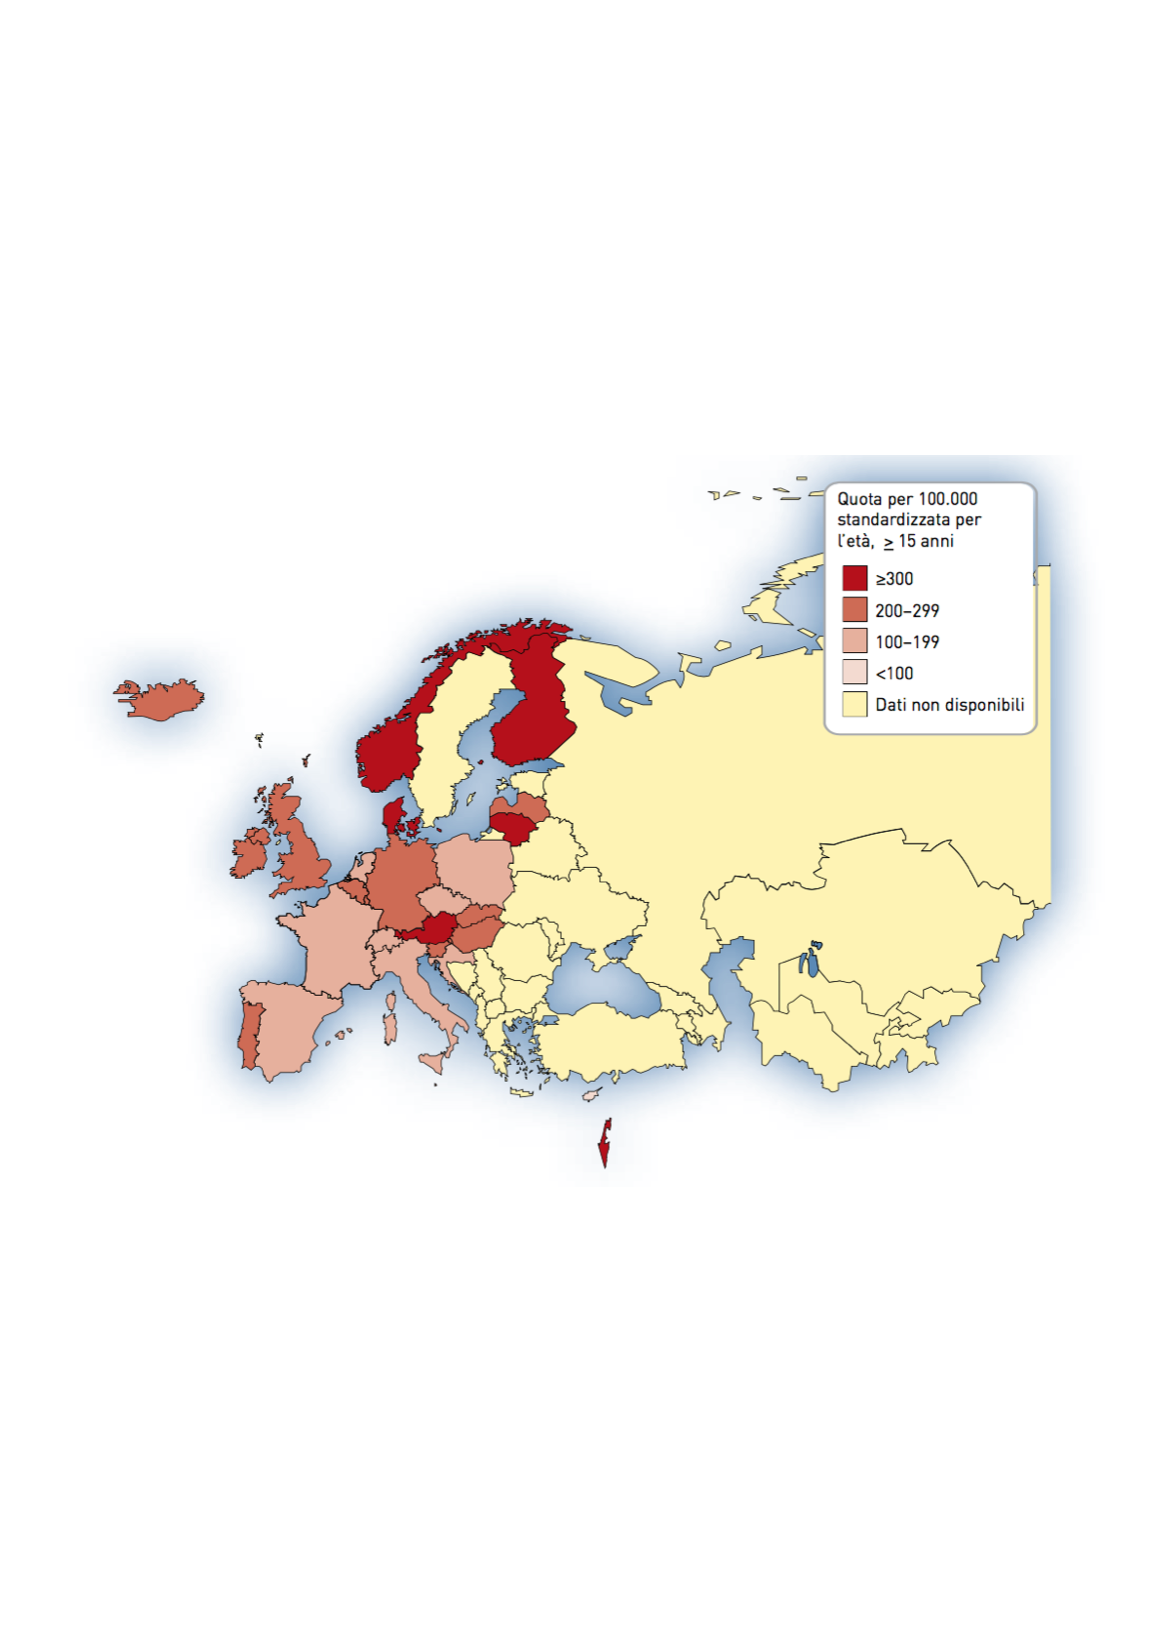 Quota per 100.000
standardizzata per
l'età, ≥ 15 anni
≥300
200–299
100–199
<100
Dati non disponibili